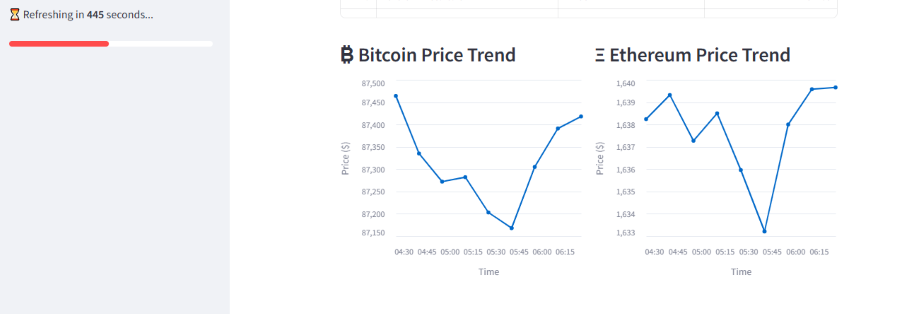 ⏳ Refreshing in 445 seconds...
₿ Bitcoin Price Trend
87,500
87,450
87,400
87,350
87,300
87,250
87,200
87,150
Price ($)
04:30 04:45 05:00 05:15 05:30 05:45 06:00 06:15
Time
Ξ Ethereum Price Trend
1,640
1,639
1,638
1,637
1,636
1,635
1,634
1,633
Price ($)
04:30 04:45 05:00 05:15 05:30 05:45 06:00 06:15
Time